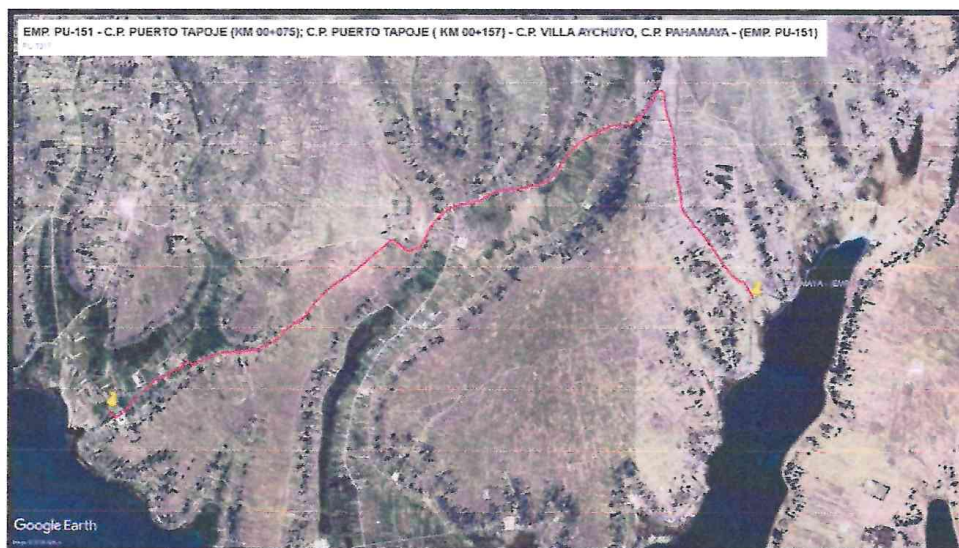 EMP. PU-151 - C.P. PUERTO TAPOJE (KM 00+075); C.P. PUERTO TAPOJE ( KM 00+157) - C.P. VILLA AYCHUYO, C.P. PAHAMAYA - (EMP. PU-151)
Google Earth